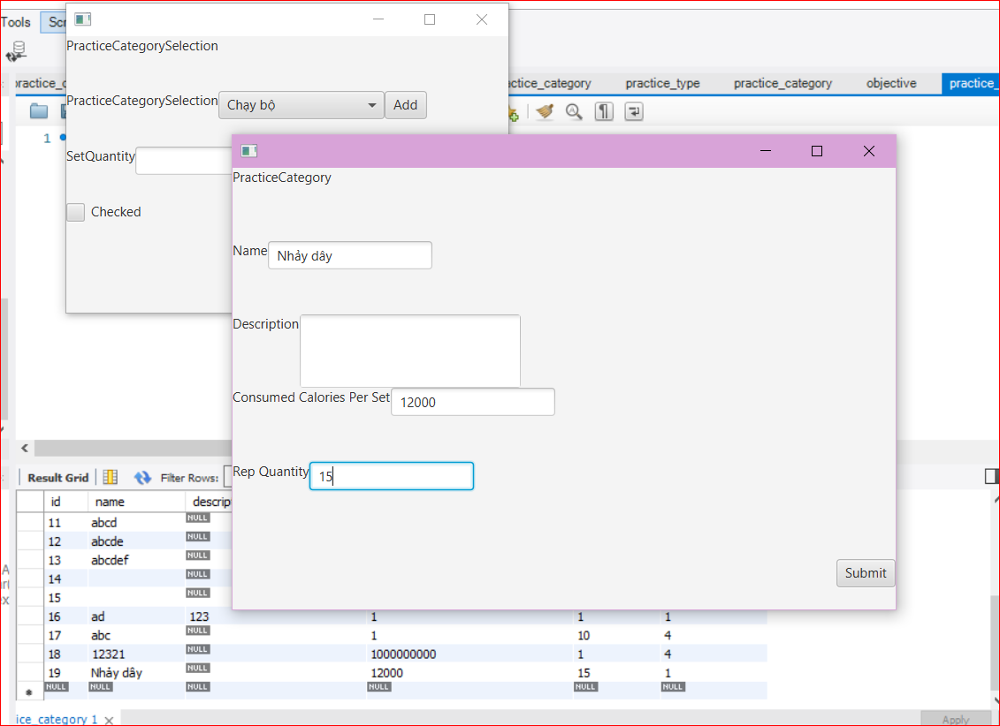 Tools
PracticeCategorySelection
PracticeCategorySelection Chạy bộ Add
SetQuantity
Checked
practice_type practice_category objective practice_
1
PracticeCategory
Name Nhảy dây
Description
Consumed Calories Per Set 12000
Rep Quantity 15
Submit
Result Grid Filter Rows:
id name descrip
11 abcd NULL
12 abcde NULL
13 abcdef NULL
14 NULL
15 NULL
16 ad 123 1 1 1
17 abc NULL 1 10 4
18 12321 NULL 1000000000 1 4
19 Nhảy dây NULL 12000 15 1
NULL NULL NULL NULL NULL NULL
ice_category 1
Apply